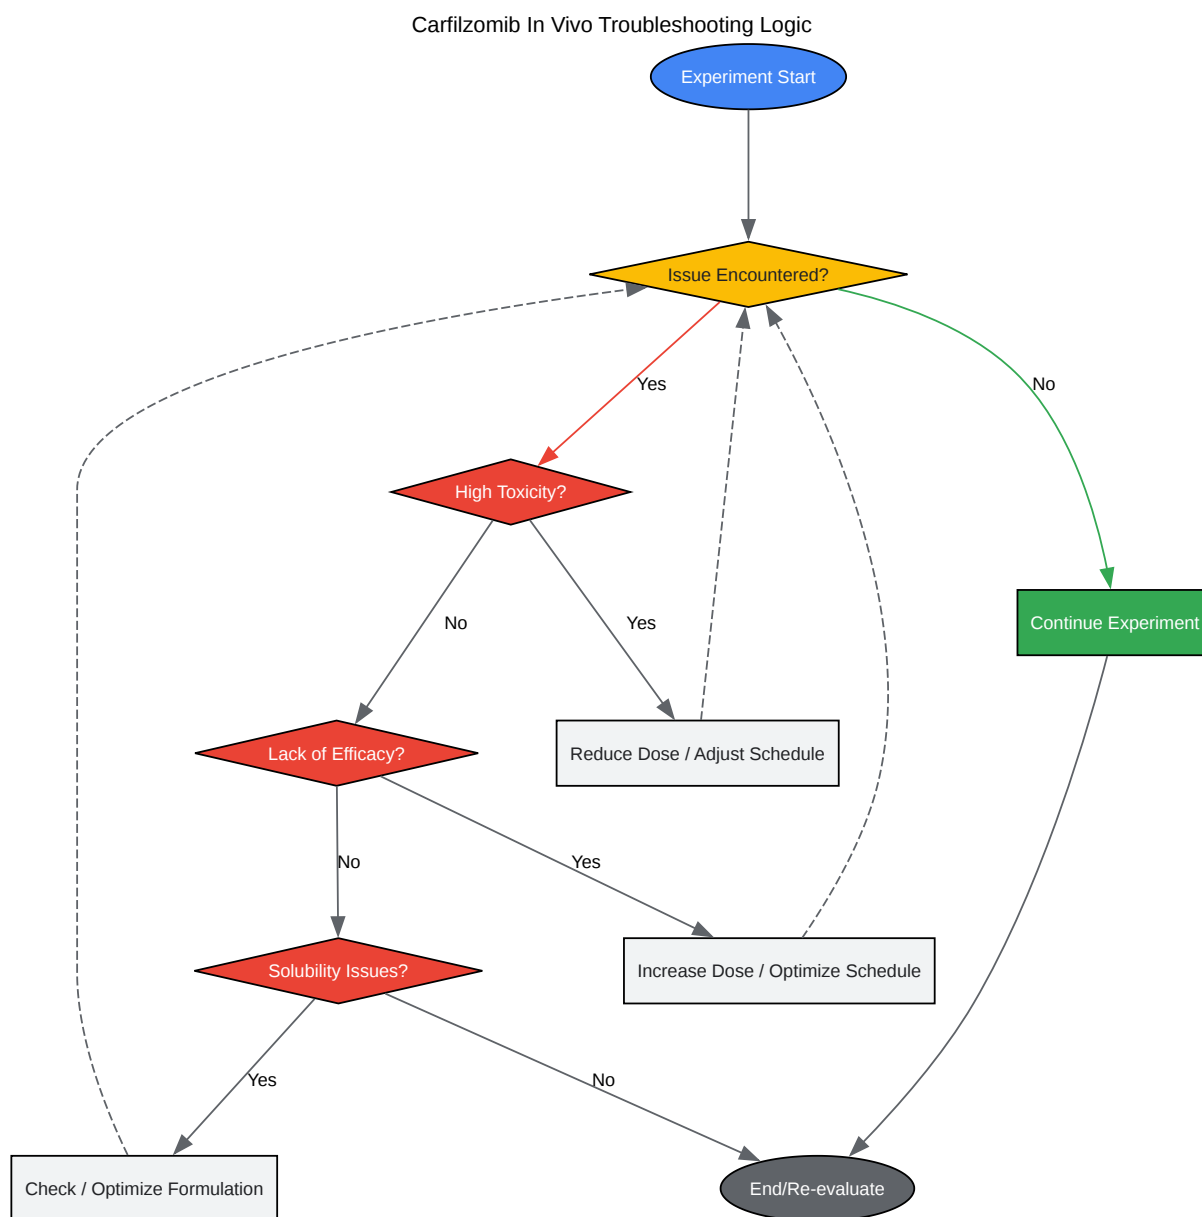 Carfilzomib In Vivo Troubleshooting Logic
Experiment Start
Issue Encountered?
Yes
No
High Toxicity?
No
Yes
Continue Experiment
Lack of Efficacy?
Reduce Dose / Adjust Schedule
No
Yes
Solubility Issues?
Increase Dose / Optimize Schedule
Yes
No
Check / Optimize Formulation
End/Re-evaluate